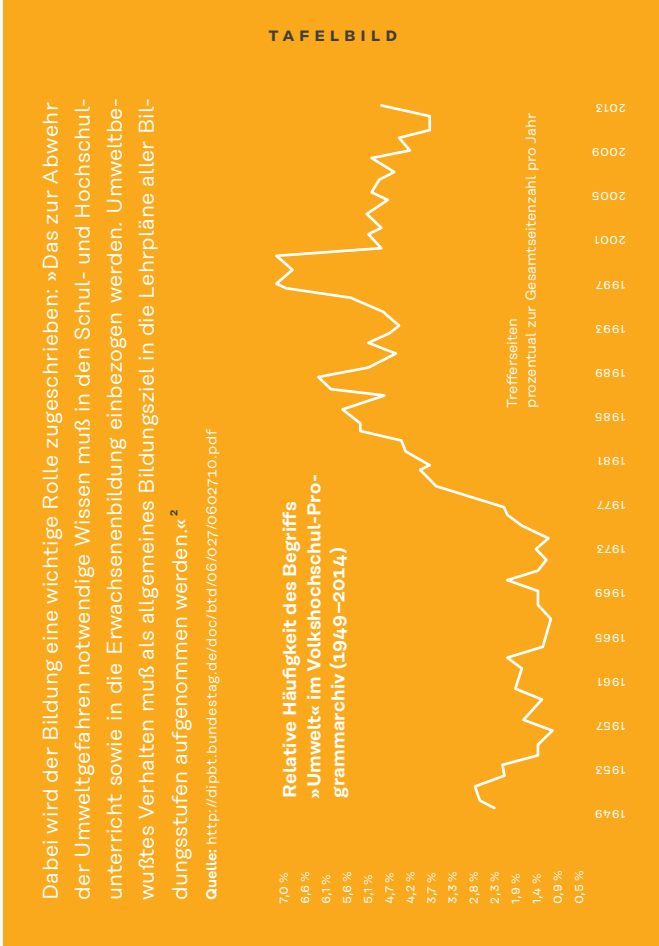 TAFELBILD
Dabei wird der Bildung eine wichtige Rolle zugeschrieben: »Das zur Abwehr
der Umweltgefahren notwendige Wissen muß in den Schul- und Hochschul-
unterricht sowie in die Erwachsenenbildung einbezogen werden. Umweltbe-
wußtes Verhalten muß als allgemeines Bildungsziel in die Lehrpläne aller Bil-
dungsstufen aufgenommen werden.«²
Quelle: http://dipbt.bundestag.de/doc/btd/06/027/0602710.pdf
Relative Häufigkeit des Begriffs
»Umwelt« im Volkshochschul-Pro-
grammarchiv (1949–2014)
Trefferseiten
prozentual zur Gesamtseitenzahl pro Jahr
7,0 %
6,6 %
6,1 %
5,6 %
5,1 %
4,7 %
4,2 %
3,7 %
3,3 %
2,8 %
2,3 %
1,9 %
1,4 %
0,9 %
0,5 %
1949
1953
1957
1961
1965
1969
1973
1977
1981
1985
1989
1993
1997
2001
2005
2009
2013